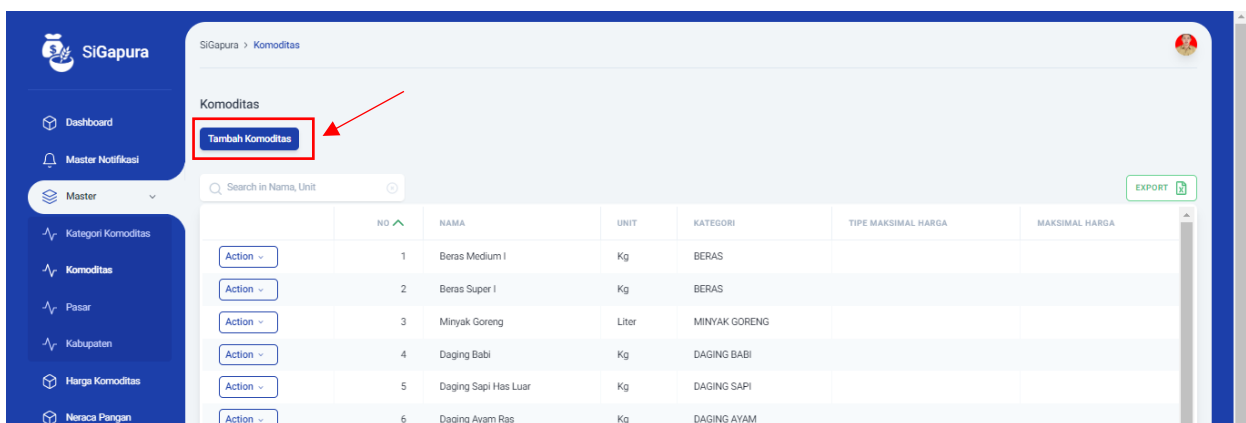 SiGapura
SiGapura > Komoditas
Dashboard
Master Notifikasi
Master
Kategori Komoditas
Komoditas
Pasar
Kabupaten
Harga Komoditas
Neraca Pangan
Komoditas
Tambah Komoditas
Search in Nama, Unit
EXPORT
NO NAMA UNIT KATEGORI TIPE MAKSIMAL HARGA MAKSIMAL HARGA
Action 1 Beras Medium I Kg BERAS
Action 2 Beras Super I Kg BERAS
Action 3 Minyak Goreng Liter MINYAK GORENG
Action 4 Daging Babi Kg DAGING BABI
Action 5 Daging Sapi Has Luar Kg DAGING SAPI
Action 6 Daging Ayam Ras Kg DAGING AYAM